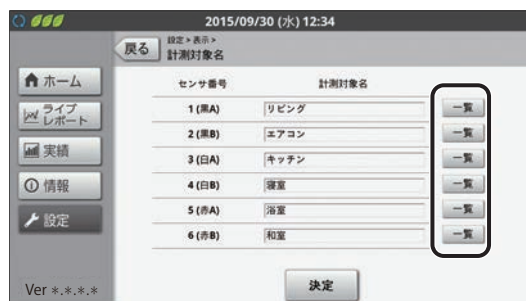 2015/09/30 (水) 12:34
戻る
設定 > 表示 >
計測対象名
ホーム
ライブ
レポート
実績
情報
設定
Ver *.*.*.*
センサ番号 計測対象名
1 (黒A) リビング 一覧
2 (黒B) エアコン 一覧
3 (白A) キッチン 一覧
4 (白B) 寝室 一覧
5 (赤A) 浴室 一覧
6 (赤B) 和室 一覧
決定